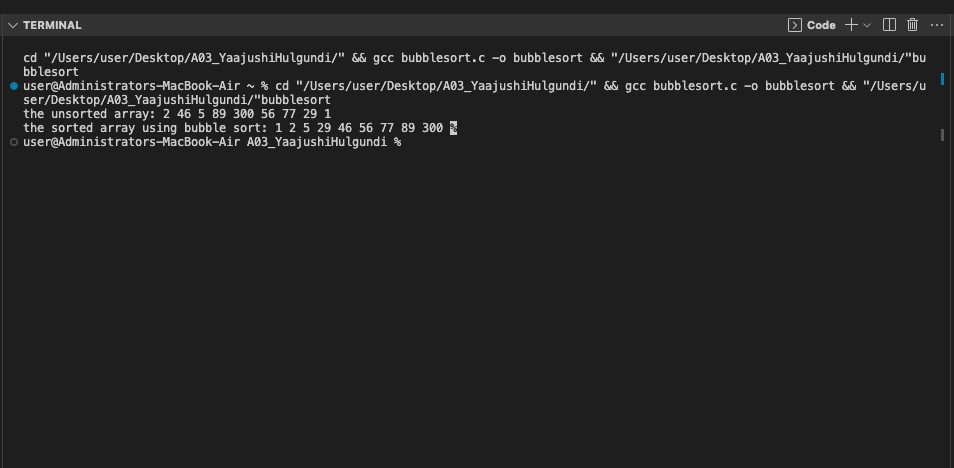 TERMINAL
Code
cd "/Users/user/Desktop/A03_YaajushiHulgundi/" && gcc bubblesort.c -o bubblesort && "/Users/user/Desktop/A03_YaajushiHulgundi/"bu
bblesort
user@Administrators-MacBook-Air ~ % cd "/Users/user/Desktop/A03_YaajushiHulgundi/" && gcc bubblesort.c -o bubblesort && "/Users/u
ser/Desktop/A03_YaajushiHulgundi/"bubblesort
the unsorted array: 2 46 5 89 300 56 77 29 1
the sorted array using bubble sort: 1 2 5 29 46 56 77 89 300 %
user@Administrators-MacBook-Air A03_YaajushiHulgundi %